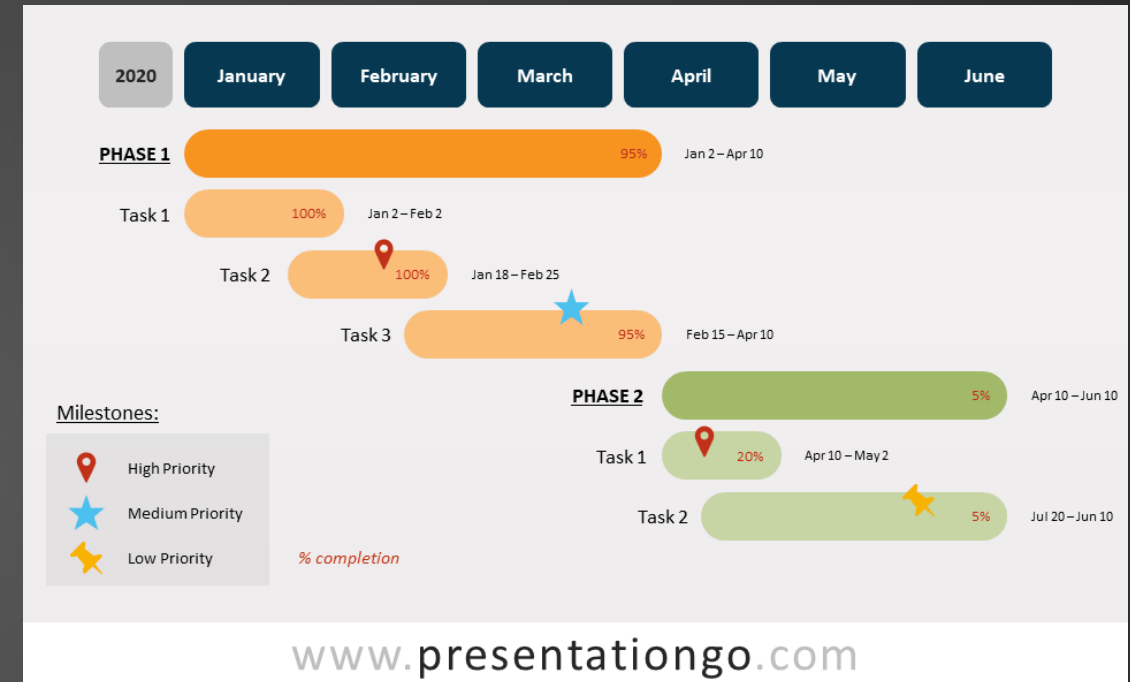 2020 January February March April May June
PHASE 1 95% Jan 2 – Apr 10
Task 1 100% Jan 2 – Feb 2
Task 2 100% Jan 18 – Feb 25
Task 3 95% Feb 15 – Apr 10
PHASE 2 5% Apr 10 – Jun 10
Milestones:
Task 1 20% Apr 10 – May 2
High Priority
Medium Priority
Task 2 5% Jul 20 – Jun 10
Low Priority
% completion
www.presentationgo.com